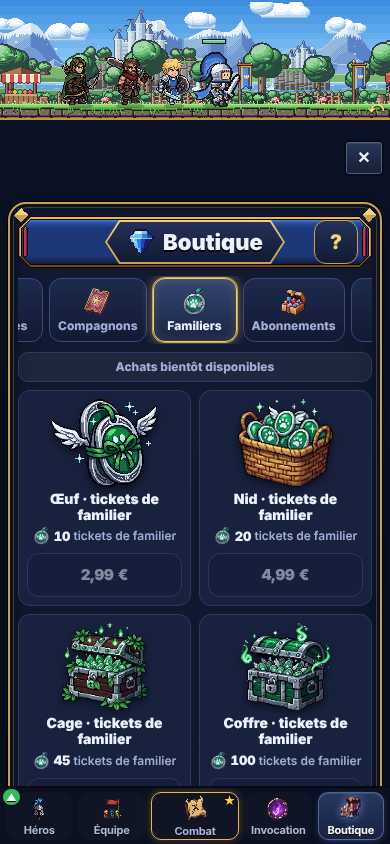 ×
Boutique
?
es
Compagnons
Familiers
Abonnements
Achats bientôt disponibles
Œuf · tickets de
familier
10 tickets de familier
2,99 €
Nid · tickets de
familier
20 tickets de familier
4,99 €
Cage · tickets de
familier
45 tickets de familier
Coffre · tickets de
familier
100 tickets de familier
Héros
Équipe
Combat
Invocation
Boutique